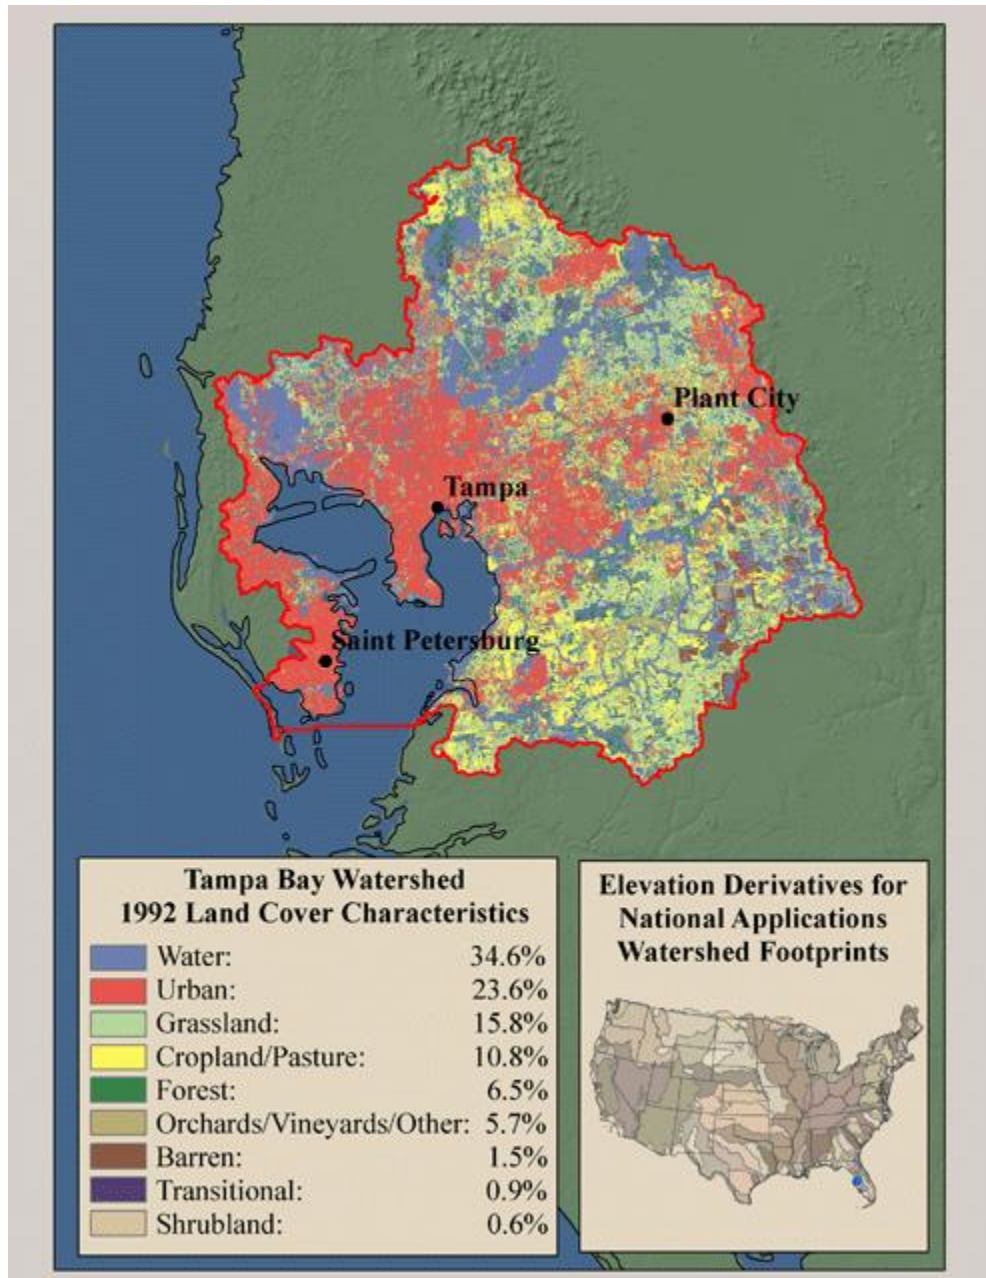 Plant City
Tampa
Saint Petersburg
Tampa Bay Watershed
1992 Land Cover Characteristics
Water: 34.6%
Urban: 23.6%
Grassland: 15.8%
Cropland/Pasture: 10.8%
Forest: 6.5%
Orchards/Vineyards/Other: 5.7%
Barren: 1.5%
Transitional: 0.9%
Shrubland: 0.6%
Elevation Derivatives for
National Applications
Watershed Footprints